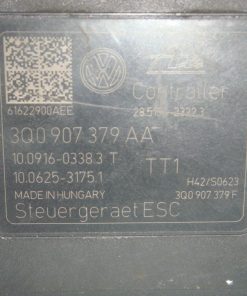 Controller
61622900AEE
3Q0 907 379 AA
10.0916-0338.3 T
10.0625-3175.1
TT1
H42/S0623
MADE IN HUNGARY
3Q0 907 379 F
Steuergeraet ESC